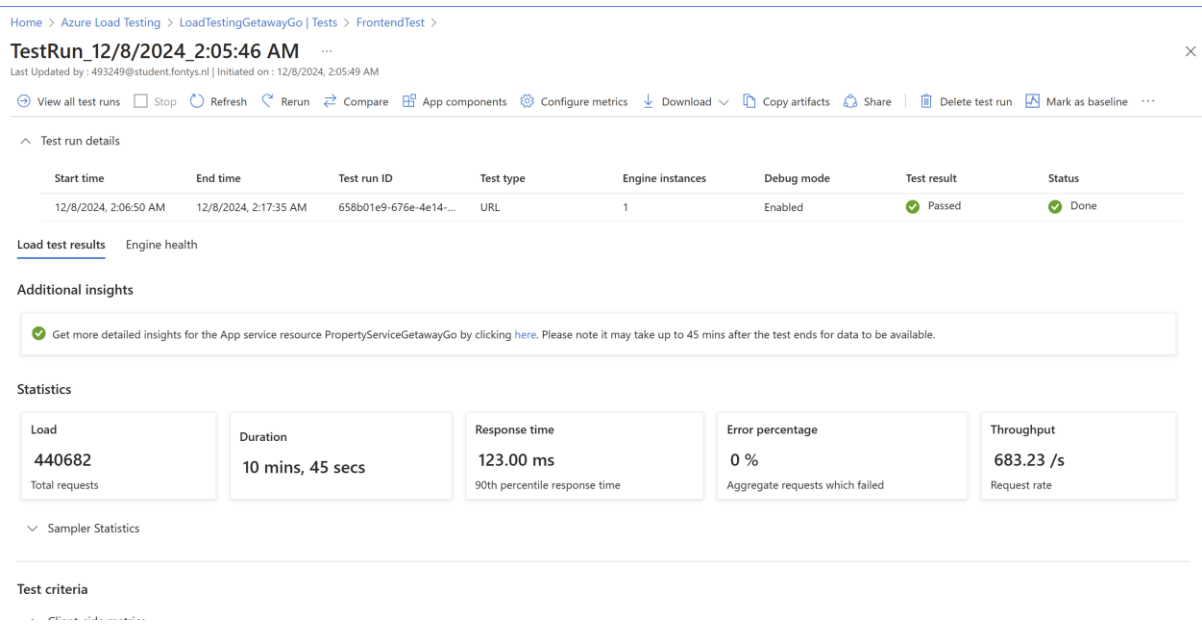 Home > Azure Load Testing > LoadTestingGetawayGo | Tests > FrontendTest >
TestRun_12/8/2024_2:05:46 AM ...
Last Updated by : 493249@student.fontys.nl | Initiated on : 12/8/2024, 2:05:49 AM
View all test runs Stop Refresh Rerun Compare App components Configure metrics Download Copy artifacts Share Delete test run Mark as baseline ...
Test run details
Start time End time Test run ID Test type Engine instances Debug mode Test result Status
12/8/2024, 2:06:50 AM 12/8/2024, 2:17:35 AM 658b01e9-676e-4e14-... URL 1 Enabled Passed Done
Load test results Engine health
Additional insights
Get more detailed insights for the App service resource PropertyServiceGetawayGo by clicking here. Please note it may take up to 45 mins after the test ends for data to be available.
Statistics
Load Duration Response time Error percentage Throughput
440682 10 mins, 45 secs 123.00 ms 0 % 683.23 /s
Total requests 90th percentile response time Aggregate requests which failed Request rate
Sampler Statistics
Test criteria
Client-side metrics